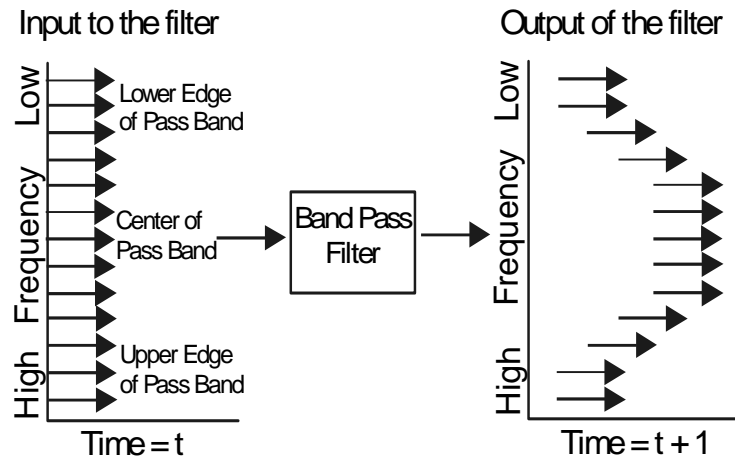 Input to the filter
Output of the filter
Low
Frequency
High
Lower Edge
of Pass Band
Center of
Pass Band
Upper Edge
of Pass Band
Time = t
Band Pass
Filter
Low
Frequency
High
Time = t + 1